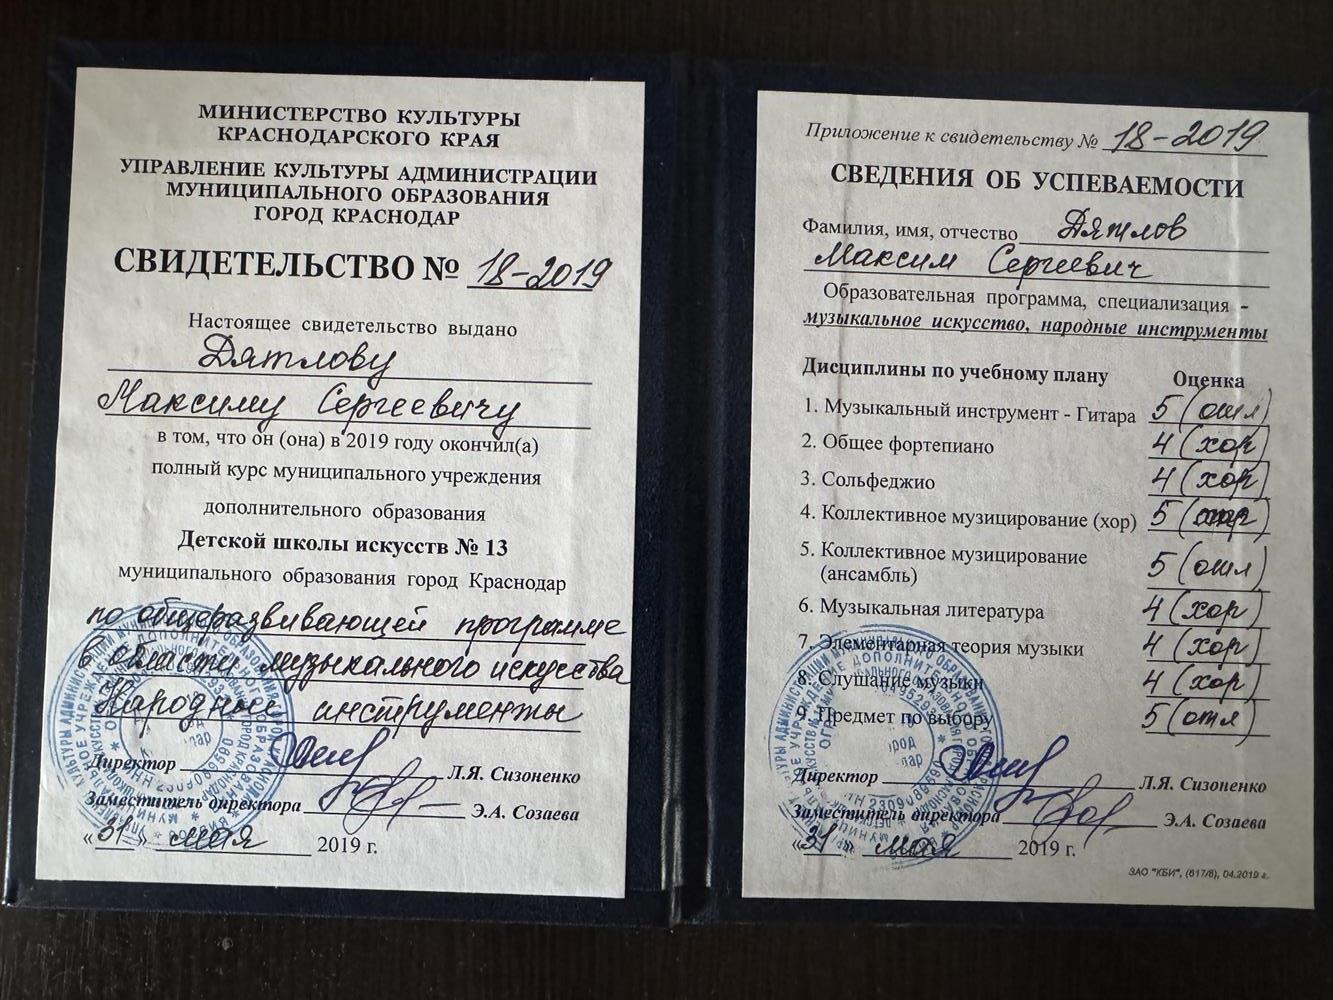 МИНИСТЕРСТВО КУЛЬТУРЫ
КРАСНОДАРСКОГО КРАЯ
УПРАВЛЕНИЕ КУЛЬТУРЫ АДМИНИСТРАЦИИ
МУНИЦИПАЛЬНОГО ОБРАЗОВАНИЯ
ГОРОД КРАСНОДАР
СВИДЕТЕЛЬСТВО № 18-2019
Настоящее свидетельство выдано
Дятлову
Максиму Сергеевичу
в том, что он (она) в 2019 году окончил(а)
полный курс муниципального учреждения
дополнительного образования
Детской школы искусств № 13
муниципального образования город Краснодар
по общеразвивающей программе
в области музыкального искусства
Народные инструменты
Директор Л.Я. Сизоненко
Заместитель директора Э.А. Созаева
«31» мая 2019 г.
Приложение к свидетельству № 18-2019
СВЕДЕНИЯ ОБ УСПЕВАЕМОСТИ
Фамилия, имя, отчество Дятлов
Максим Сергеевич
Образовательная программа, специализация -
музыкальное искусство, народные инструменты
Дисциплины по учебному плану Оценка
1. Музыкальный инструмент - Гитара 5 (отл)
2. Общее фортепиано 4 (хор)
3. Сольфеджио 4 (хор)
4. Коллективное музицирование (хор) 5
5. Коллективное музицирование
(ансамбль) 5 (отл)
6. Музыкальная литература 4 (хор)
7. Элементарная теория музыки 4 (хор)
8. Слушание музыки 4 (хор)
9. Предмет по выбору 5 (отл)
Директор Л.Я. Сизоненко
Заместитель директора Э.А. Созаева
«31» мая 2019 г.
ЗАО "КБИ", (617/8), 04.2019 г.